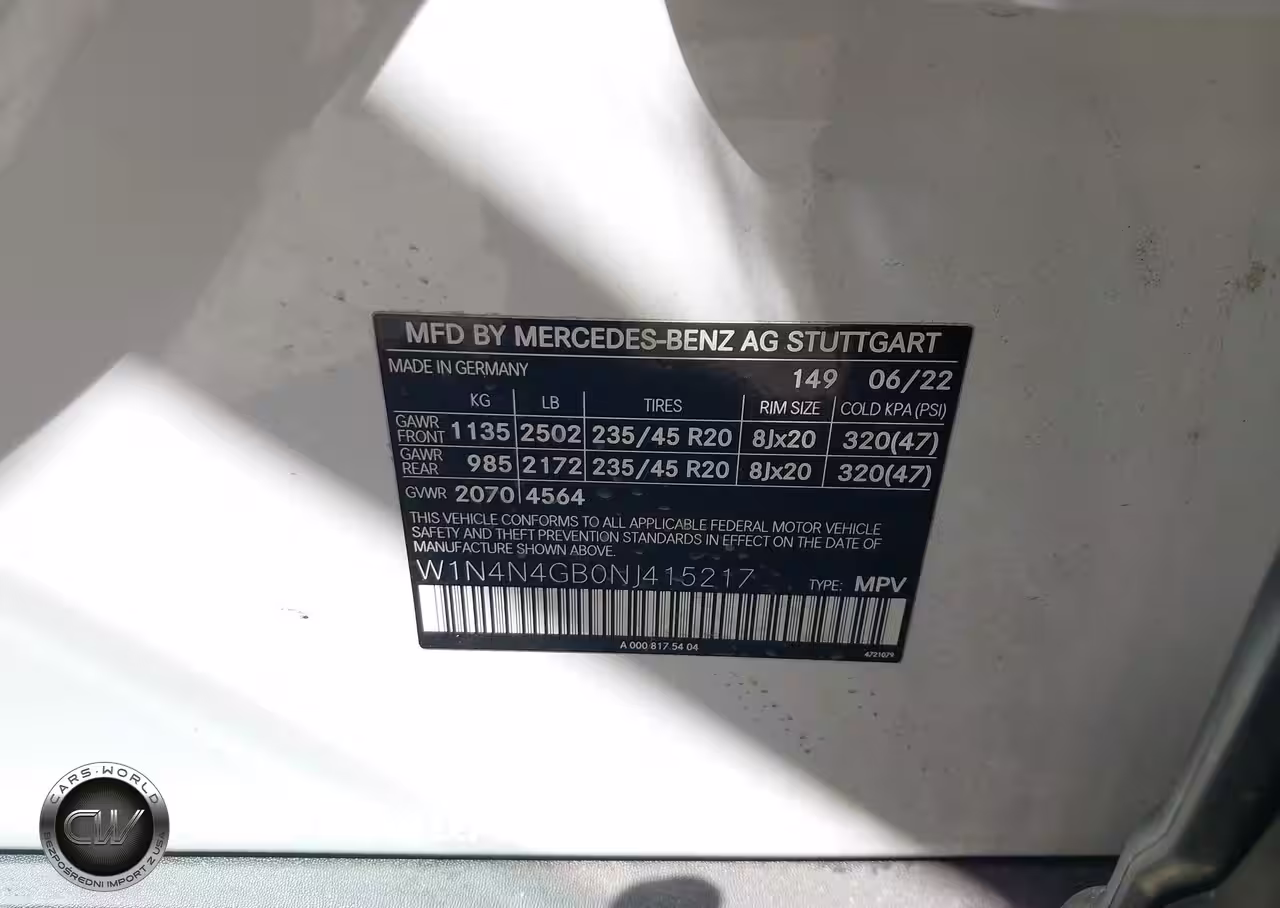 MFD BY MERCEDES-BENZ AG STUTTGART
MADE IN GERMANY 149 06/22
KG LB TIRES RIM SIZE COLD KPA (PSI)
GAWR FRONT 1135 2502 235/45 R20 8Jx20 320(47)
GAWR REAR 985 2172 235/45 R20 8Jx20 320(47)
GVWR 2070 4564
THIS VEHICLE CONFORMS TO ALL APPLICABLE FEDERAL MOTOR VEHICLE
SAFETY AND THEFT PREVENTION STANDARDS IN EFFECT ON THE DATE OF
MANUFACTURE SHOWN ABOVE.
W1N4N4GB0NJ415217 TYPE: MPV
A 000 817 54 04 4721079
CARS·WORLD
CW
BEZPOSREDNI IMPORT Z USA